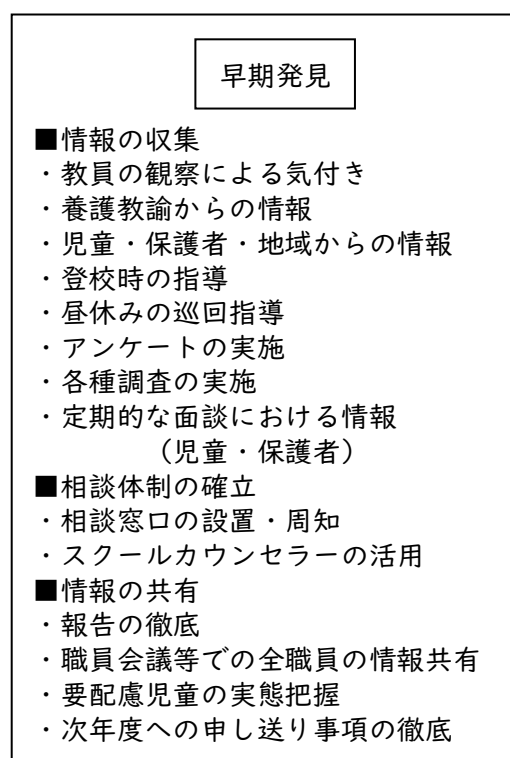 早期発見
■情報の収集
・教員の観察による気付き
・養護教諭からの情報
・児童・保護者・地域からの情報
・登校時の指導
・昼休みの巡回指導
・アンケートの実施
・各種調査の実施
・定期的な面談における情報
（児童・保護者）
■相談体制の確立
・相談窓口の設置・周知
・スクールカウンセラーの活用
■情報の共有
・報告の徹底
・職員会議等での全職員の情報共有
・要配慮児童の実態把握
・次年度への申し送り事項の徹底